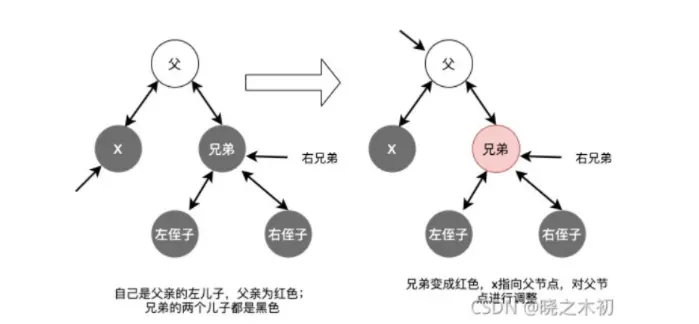 父
父
X
兄弟
右兄弟
X
兄弟
右兄弟
左侄子
右侄子
左侄子
右侄子
自己是父亲的左儿子，父亲为红色；
兄弟的两个儿子都是黑色
兄弟变成红色，x指向父节点，对父节
点进行调整
CSDN @晓之木初